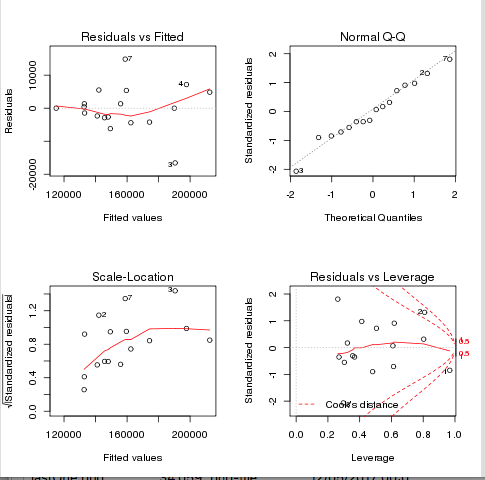 Residuals vs Fitted
Residuals
-20000 0 10000
7
4
3
120000 160000 200000
Fitted values
Normal Q-Q
Standardized residuals
-2 -1 0 1 2
7
2
3
-2 -1 0 1 2
Theoretical Quantiles
Scale-Location
√|Standardized residuals|
0.0 0.4 0.8 1.2
3
7
2
120000 160000 200000
Fitted values
Residuals vs Leverage
Standardized residuals
-2 0 1 2
2
1
0.5
0.5
Cook's distance
0.0 0.2 0.4 0.6 0.8 1.0
Leverage